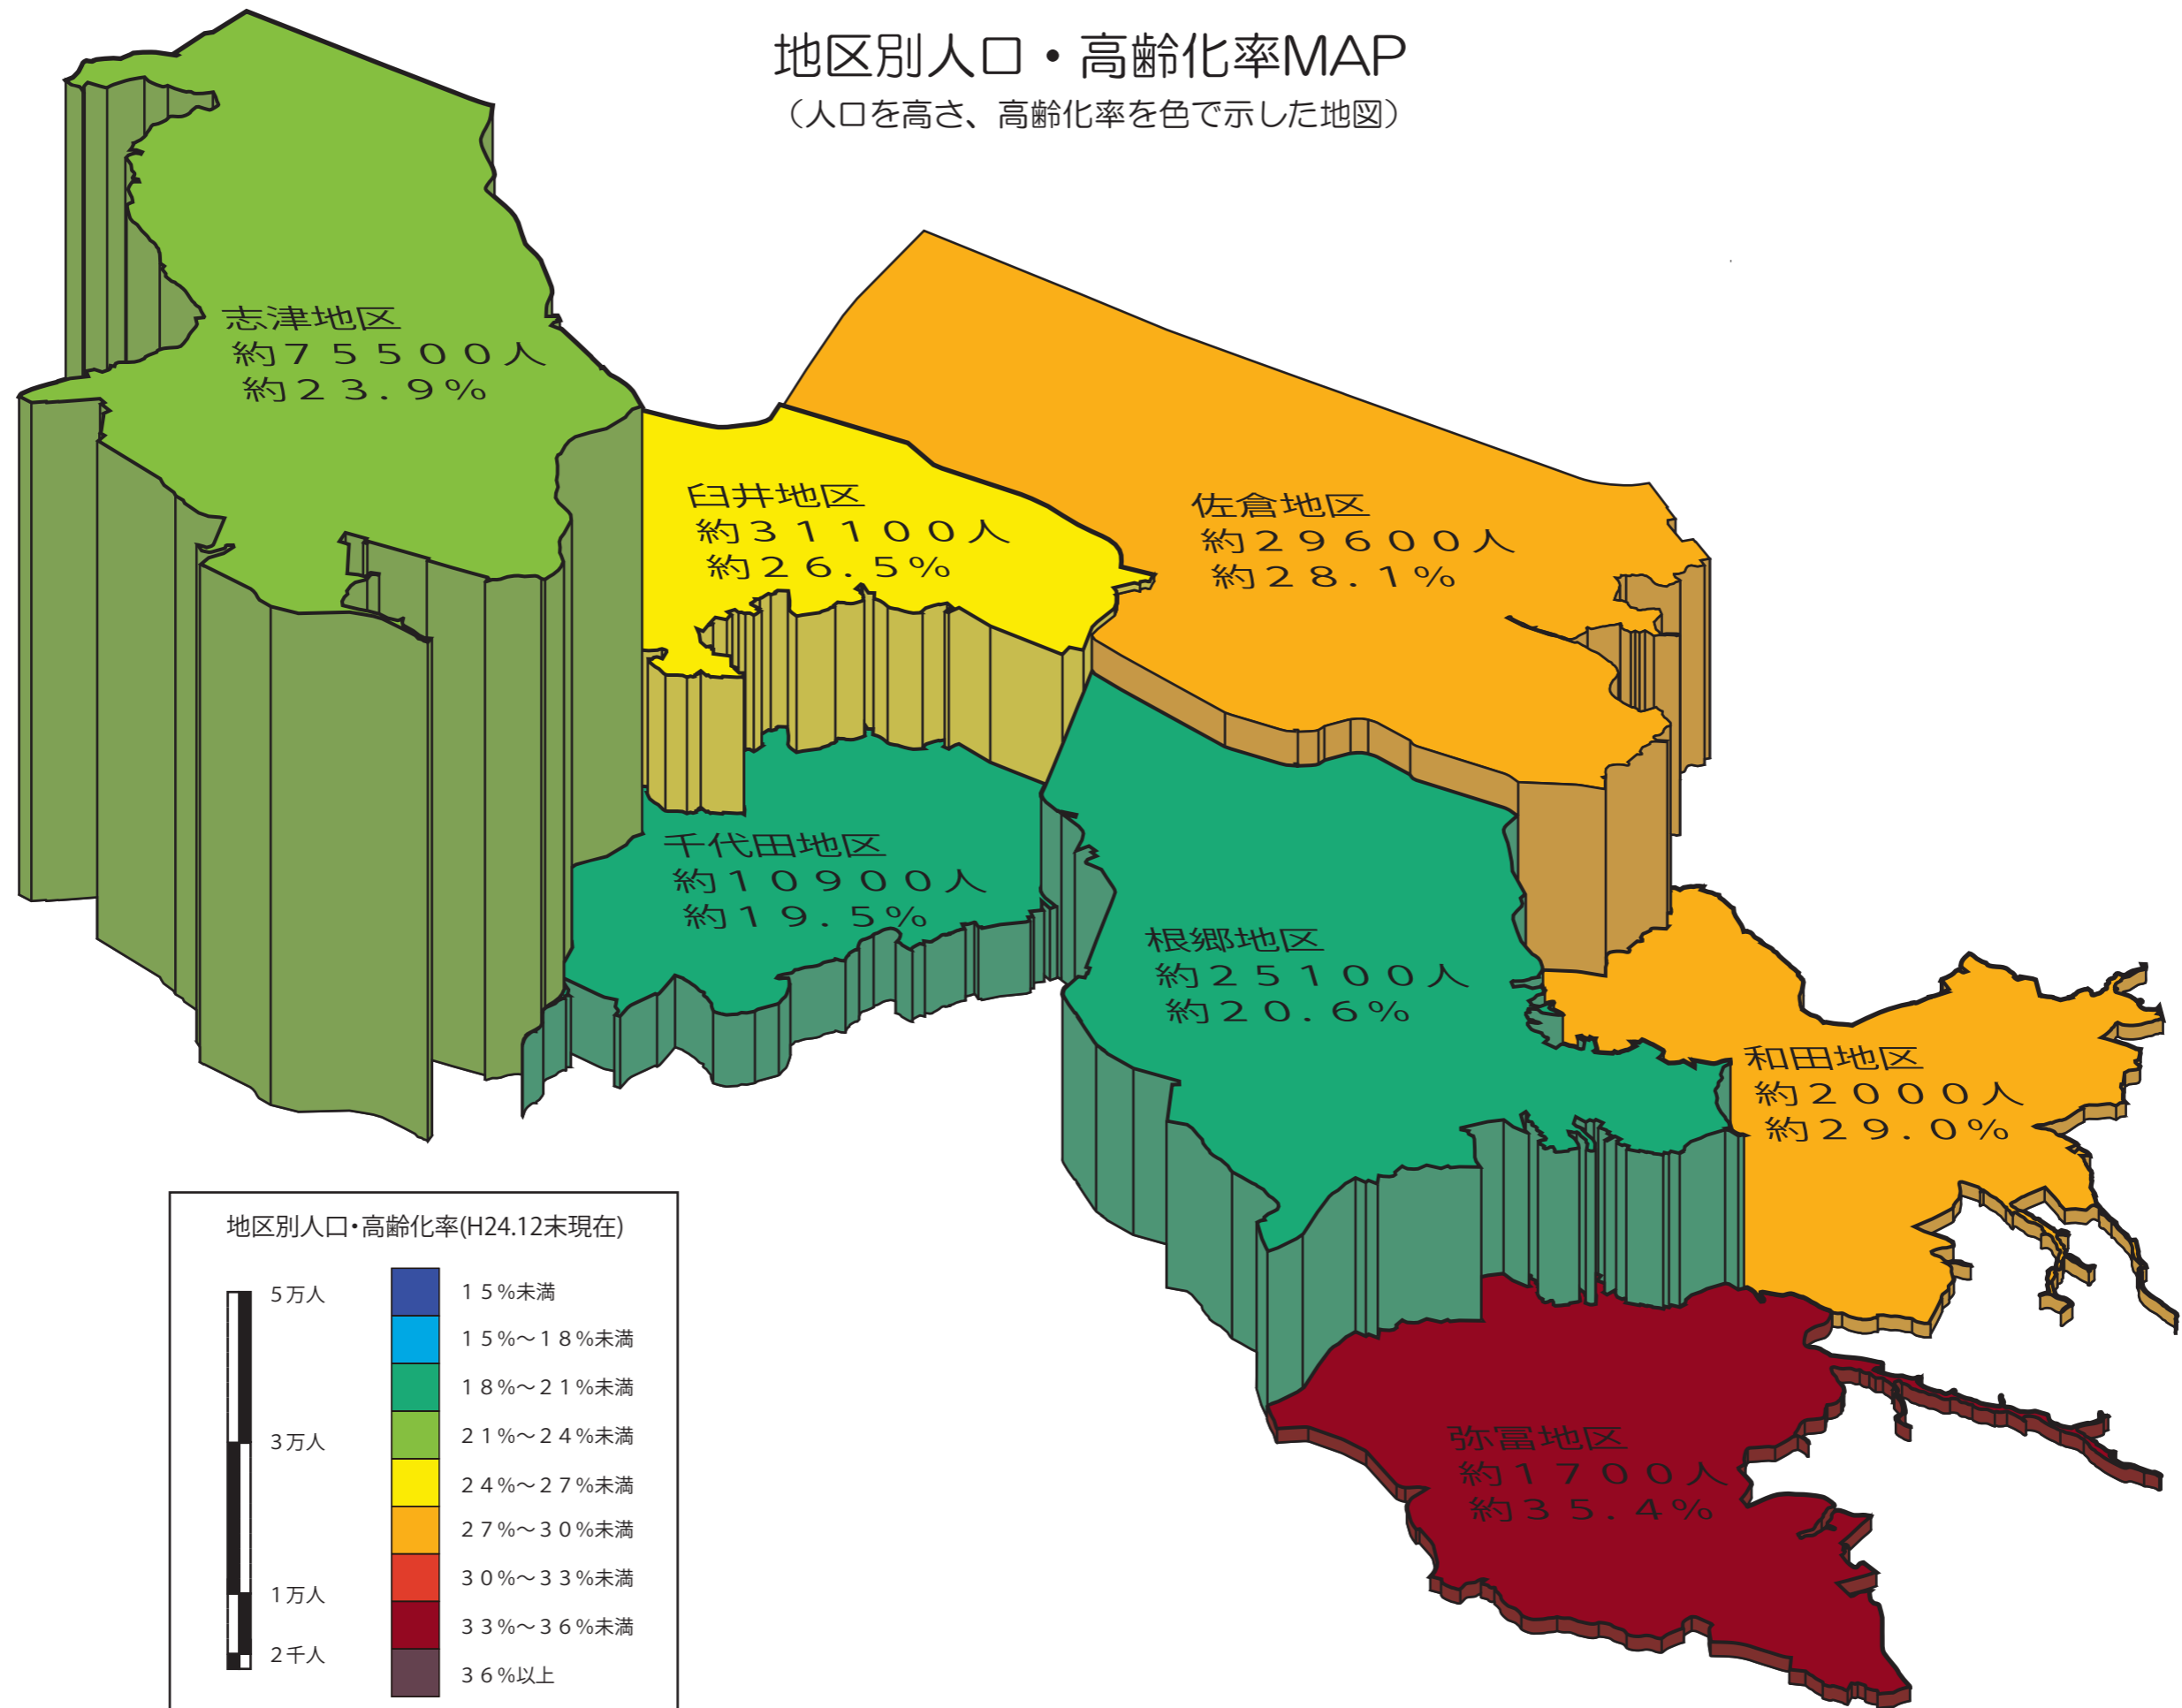 地区別人口・高齢化率MAP
（人口を高さ、高齢化率を色で示した地図）
志津地区
約７５５００人
約２３．９％
臼井地区
約３１１００人
約２６．５％
佐倉地区
約２９６００人
約２８．１％
千代田地区
約１０９００人
約１９．５％
根郷地区
約２５１００人
約２０．６％
和田地区
約２０００人
約２９．０％
弥冨地区
約１７００人
約３５．４％
地区別人口・高齢化率(H24.12末現在)
５万人
３万人
１万人
２千人
１５％未満
１５％～１８％未満
１８％～２１％未満
２１％～２４％未満
２４％～２７％未満
２７％～３０％未満
３０％～３３％未満
３３％～３６％未満
３６％以上